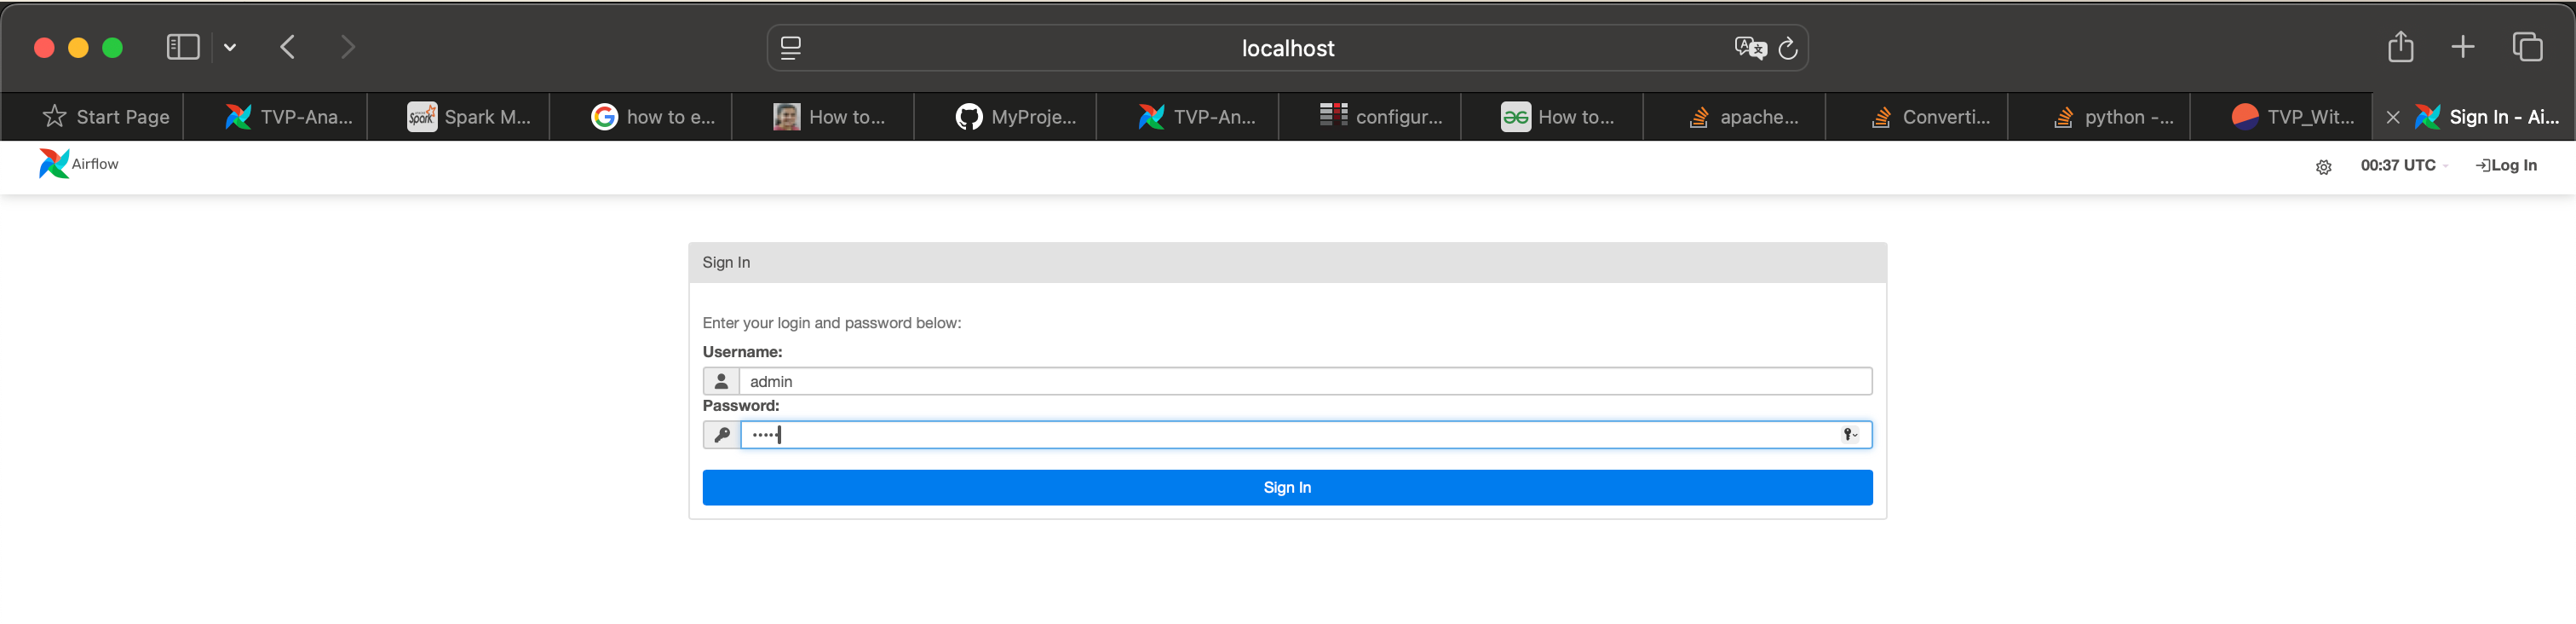 localhost
Start Page
TVP-Ana...
Spark M...
how to e...
How to...
MyProje...
TVP-An...
configur...
How to...
apache...
Converti...
python -...
TVP_Wit...
Sign In - Ai...
Airflow
00:37 UTC
Log In
Sign In
Enter your login and password below:
Username:
admin
Password:
•••••
Sign In